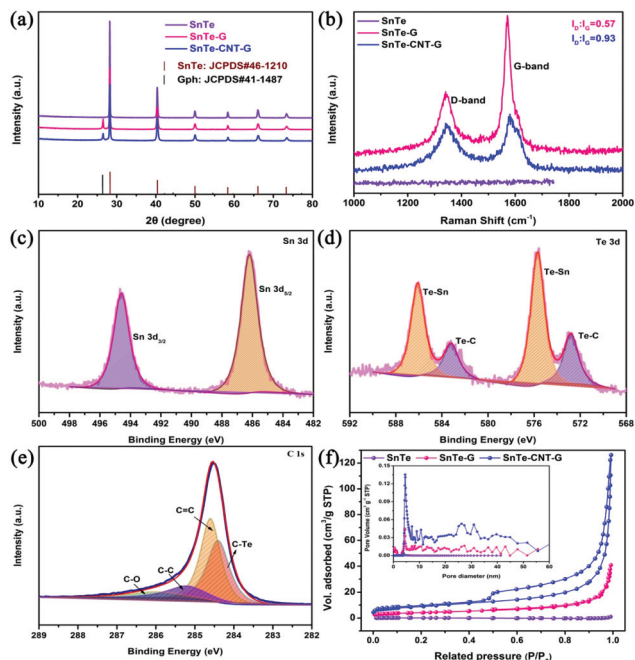 (a)
SnTe
SnTe-G
SnTe-CNT-G
SnTe: JCPDS#46-1210
Gph: JCPDS#41-1487
Intensity (a.u.)
10 20 30 40 50 60 70 80
2θ (degree)
(b)
I_D:I_G=0.57
I_D:I_G=0.93
G-band
D-band
SnTe
SnTe-G
SnTe-CNT-G
Intensity (a.u.)
1000 1200 1400 1600 1800 2000
Raman Shift (cm⁻¹)
(c)
Sn 3d
Sn 3d₅/₂
Sn 3d₃/₂
Intensity (a.u.)
500 498 496 494 492 490 488 486 484 482
Binding Energy (eV)
(d)
Te 3d
Te-Sn
Te-Sn
Te-C
Te-C
Intensity (a.u.)
592 588 584 580 576 572 568
Binding Energy (eV)
(e)
C 1s
C=C
C-Te
C-C
C-O
Intensity (a.u.)
289 288 287 286 285 284 283 282
Binding Energy (eV)
(f)
SnTe SnTe-G SnTe-CNT-G
120
100
80
60
40
20
0
Vol. adsorbed (cm³/g STP)
0.15
0.12
0.09
0.06
0.03
0.00
Pore Volume (cm³ g⁻¹ STP)
0 10 20 30 40 50 60
Pore diameter (nm)
0.0 0.2 0.4 0.6 0.8 1.0
Related pressure (P/P₀)